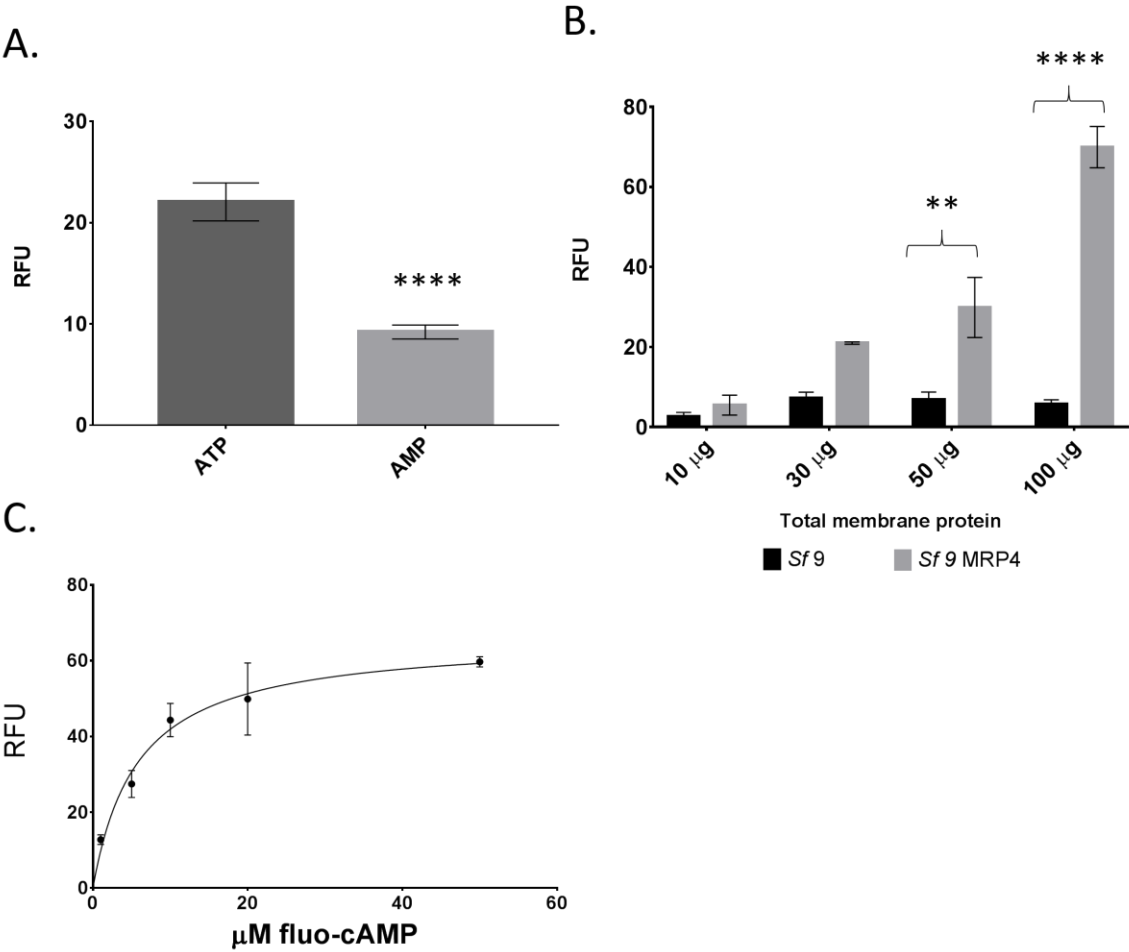 A.
30
20
10
0
RFU
****
ATP
AMP
B.
80
60
40
20
0
RFU
**
****
10 μg
30 μg
50 μg
100 μg
Total membrane protein
Sf 9
Sf 9 MRP4
C.
80
60
40
20
0
RFU
0 20 40 60
μM fluo-cAMP